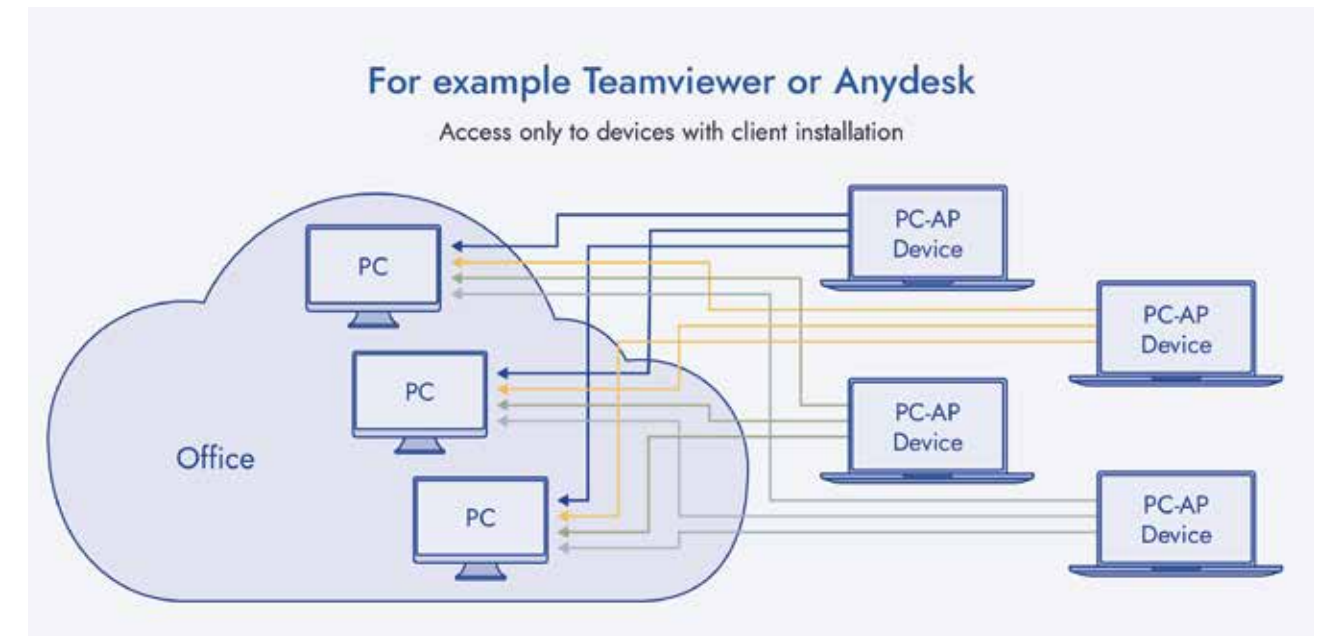 For example Teamviewer or Anydesk
Access only to devices with client installation
PC
PC-AP
Device
PC-AP
Device
PC
PC-AP
Device
Office
PC
PC-AP
Device